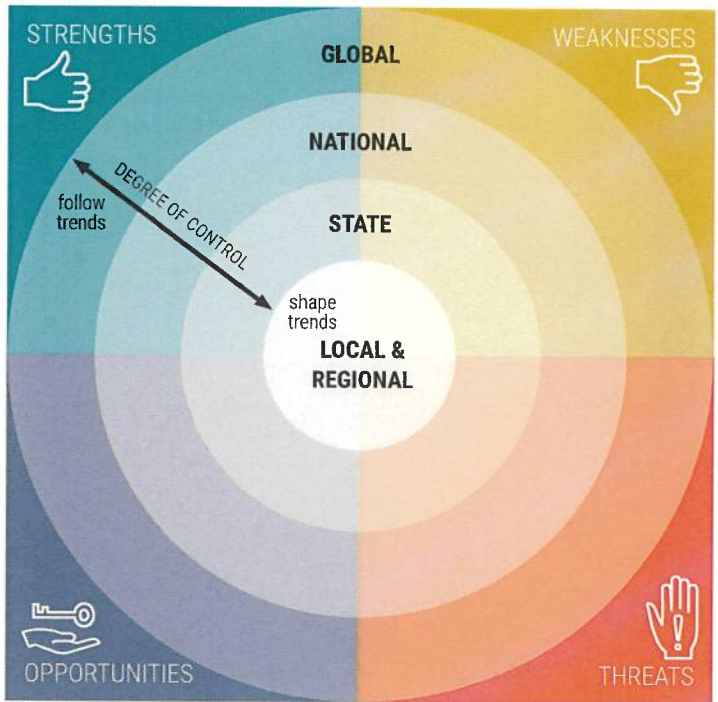 STRENGTHS
WEAKNESSES
GLOBAL
NATIONAL
STATE
DEGREE OF CONTROL
follow
trends
shape
trends
LOCAL &
REGIONAL
OPPORTUNITIES
THREATS